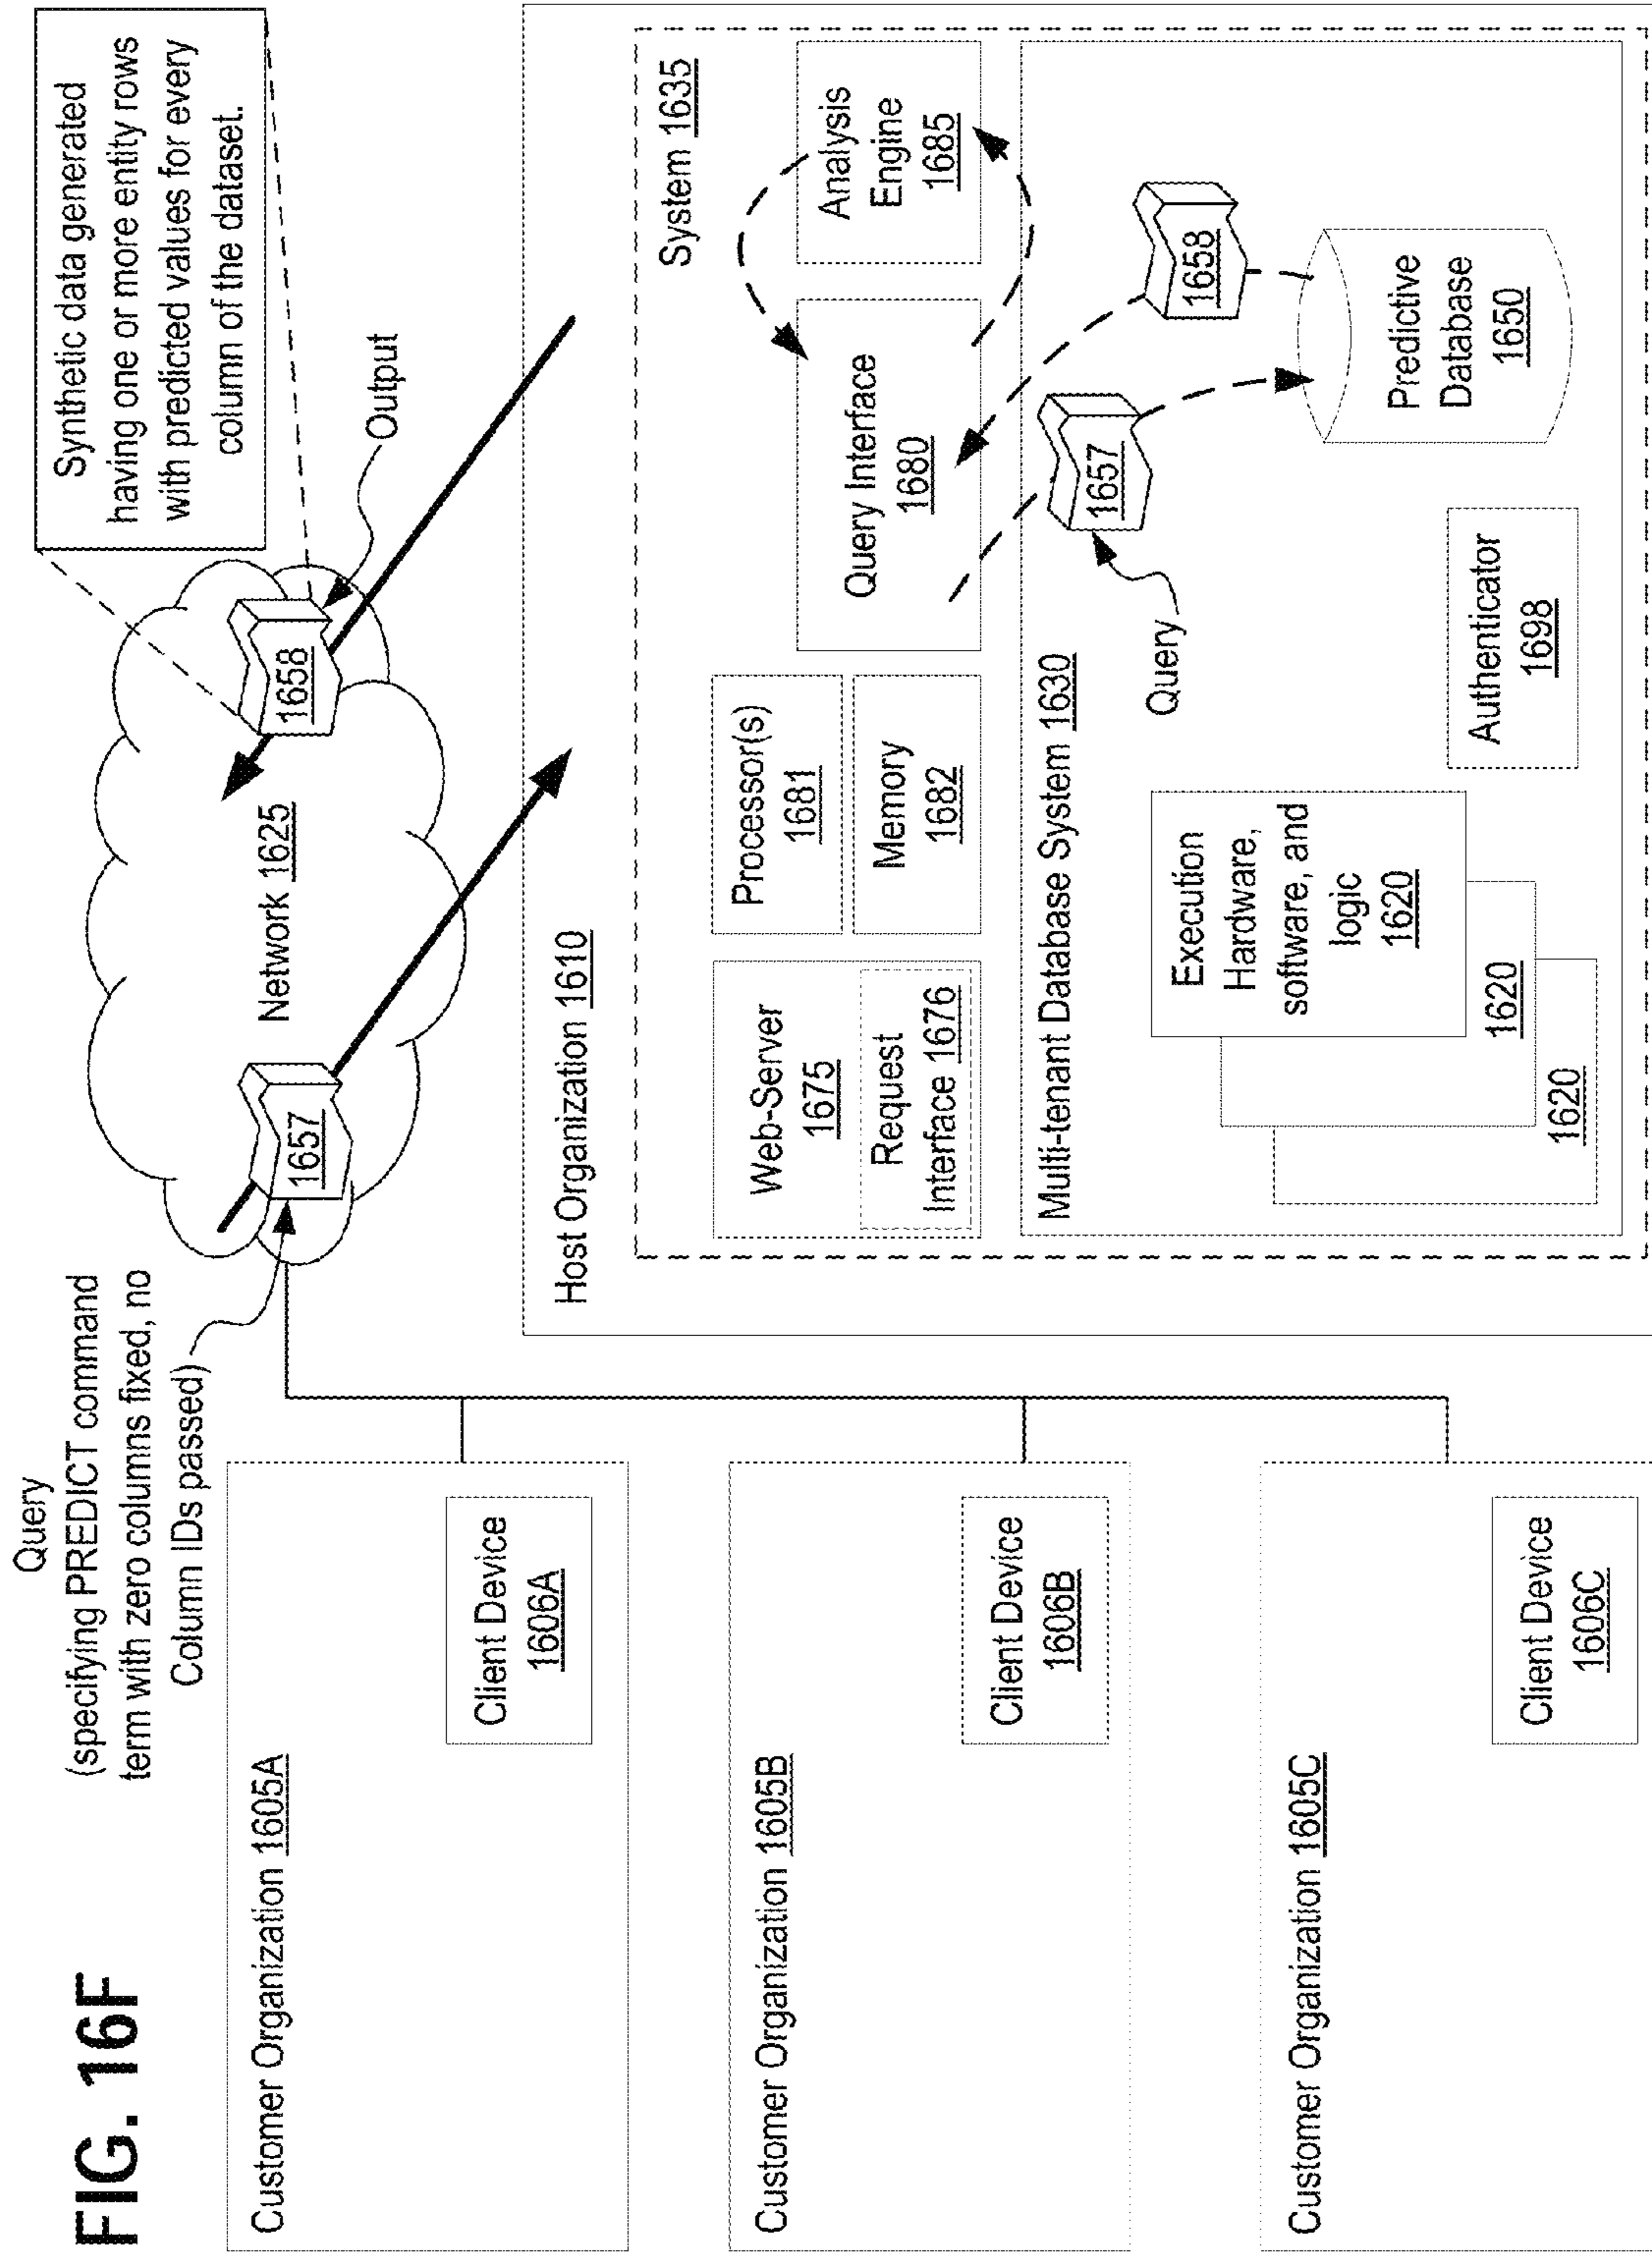 FIG. 16F
Query
(specifying PREDICT command
term with zero columns fixed, no
Column IDs passed)
Synthetic data generated
having one or more entity rows
with predicted values for every
column of the dataset.
1657
Network 1625
1658
Output
Customer Organization 1605A
Client Device
1606A
Customer Organization 1605B
Client Device
1606B
Customer Organization 1605C
Client Device
1606C
Host Organization 1610
System 1635
Web-Server
1675
Request
Interface 1676
Processor(s)
1681
Memory
1682
Query Interface
1680
Analysis
Engine
1685
Multi-tenant Database System 1630
Query
1657
1658
Execution
Hardware,
software, and
logic
1620
1620
1620
Authenticator
1698
Predictive
Database
1650